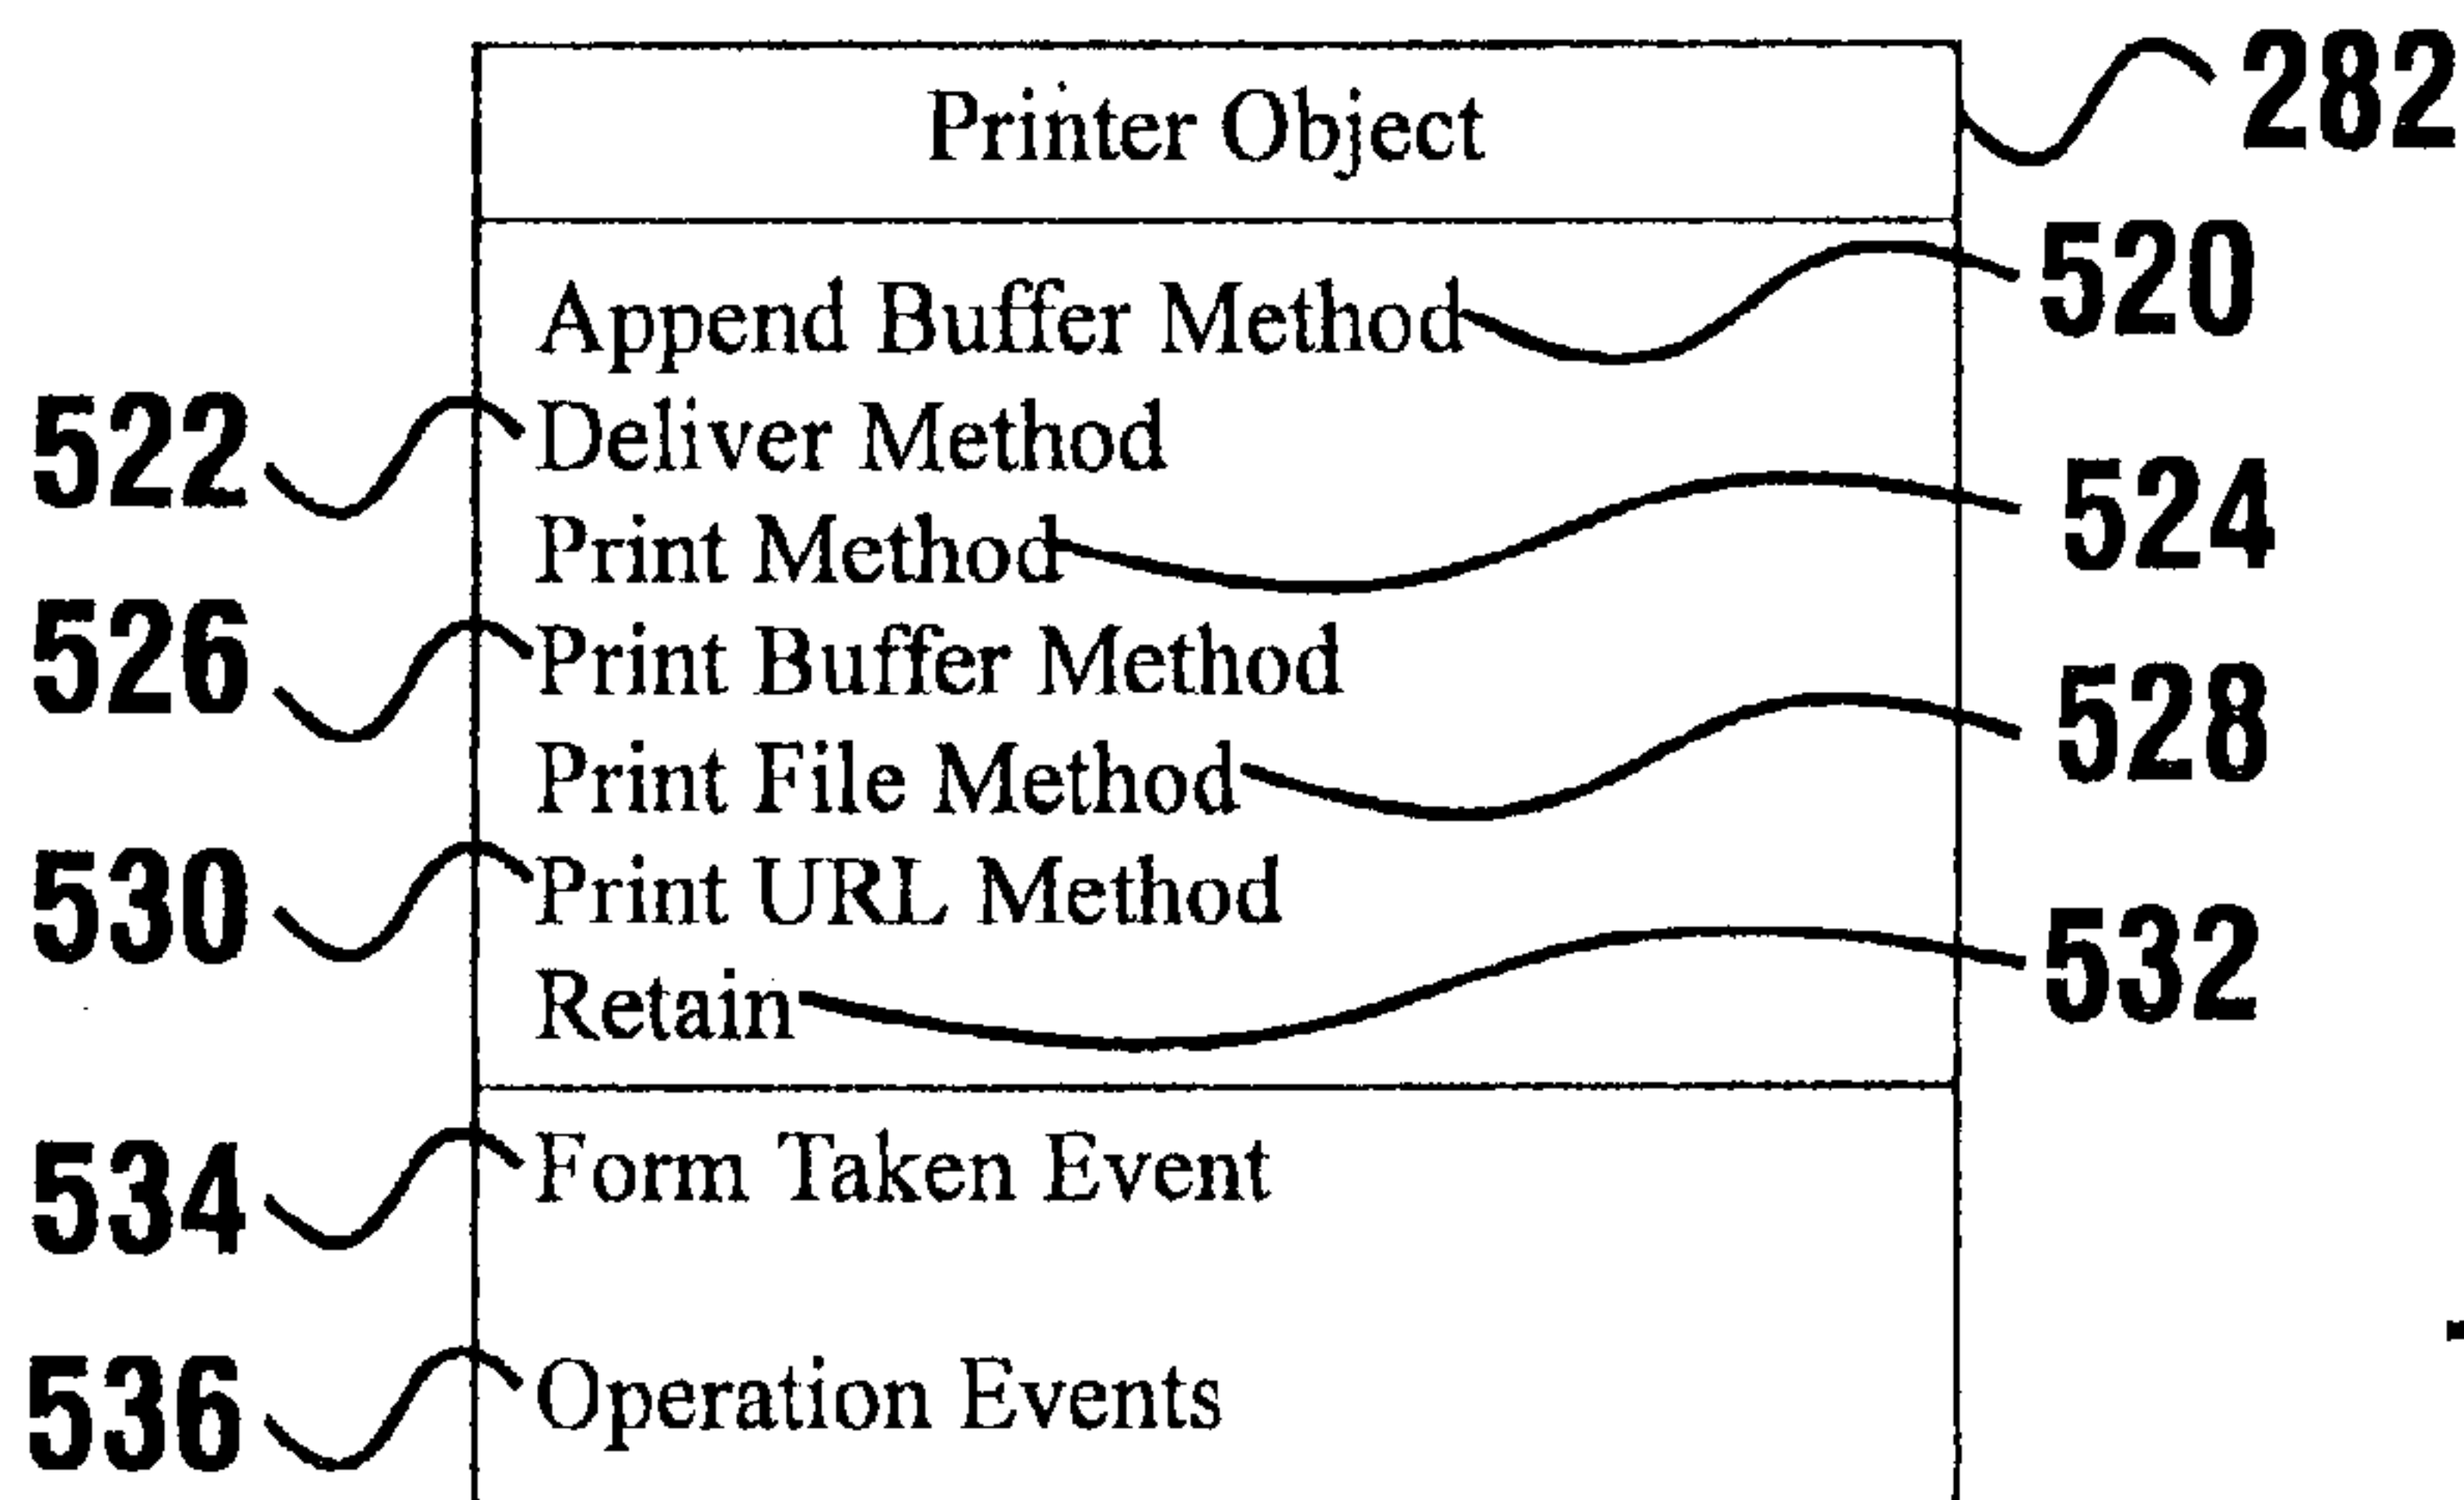 Printer Object 282
Append Buffer Method 520
522 Deliver Method
Print Method 524
526 Print Buffer Method
Print File Method 528
530 Print URL Method
Retain 532
534 Form Taken Event
536 Operation Events